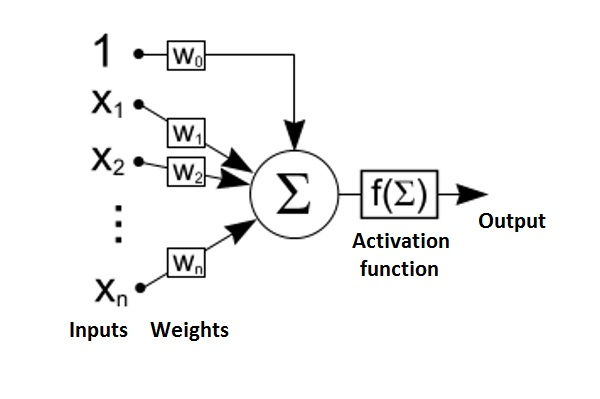 1 W₀
X₁ W₁
X₂ W₂
⋮
Xₙ Wₙ
Σ
f(Σ)
Output
Activation
function
Inputs Weights